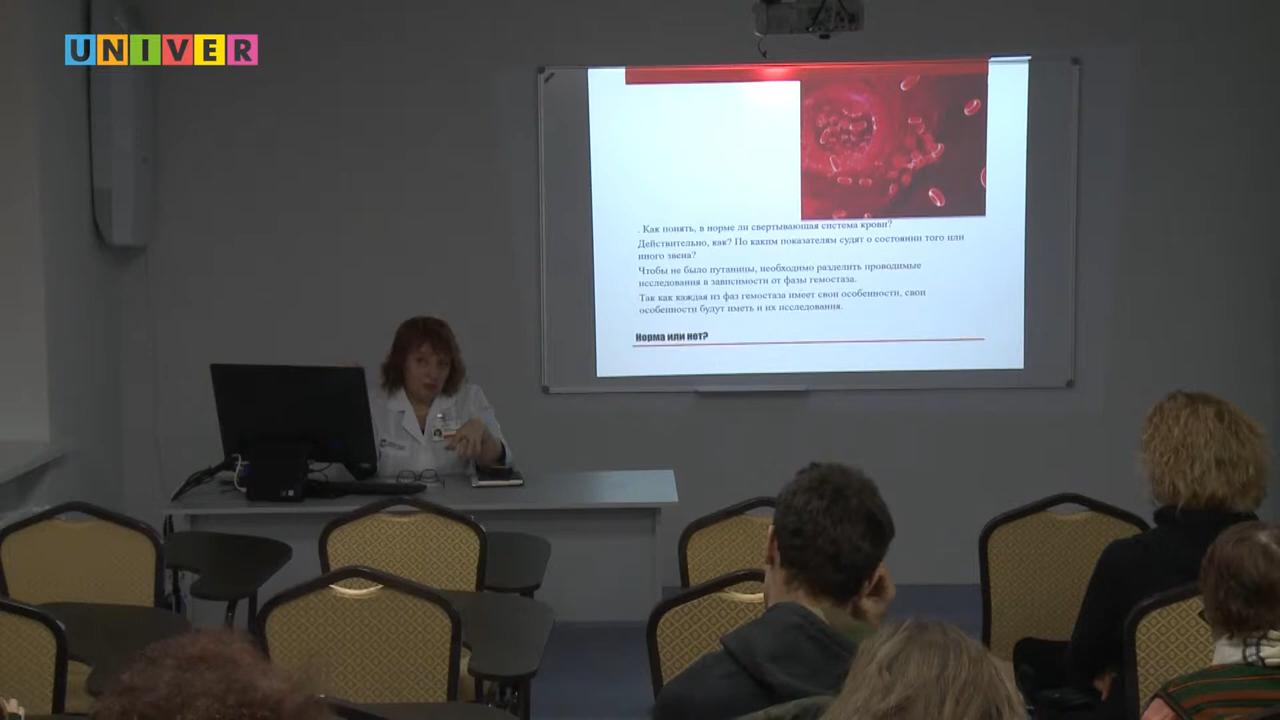 UNIVER
. Как понять, в норме ли свертывающая система крови?
Действительно, как? По каким показателям судят о состоянии того или
иного звена?
Чтобы не было путаницы, необходимо разделить проводимые
исследования в зависимости от фазы гемостаза.
Так как каждая из фаз гемостаза имеет свои особенности, свои
особенности будут иметь и их исследования.
Норма или нет?